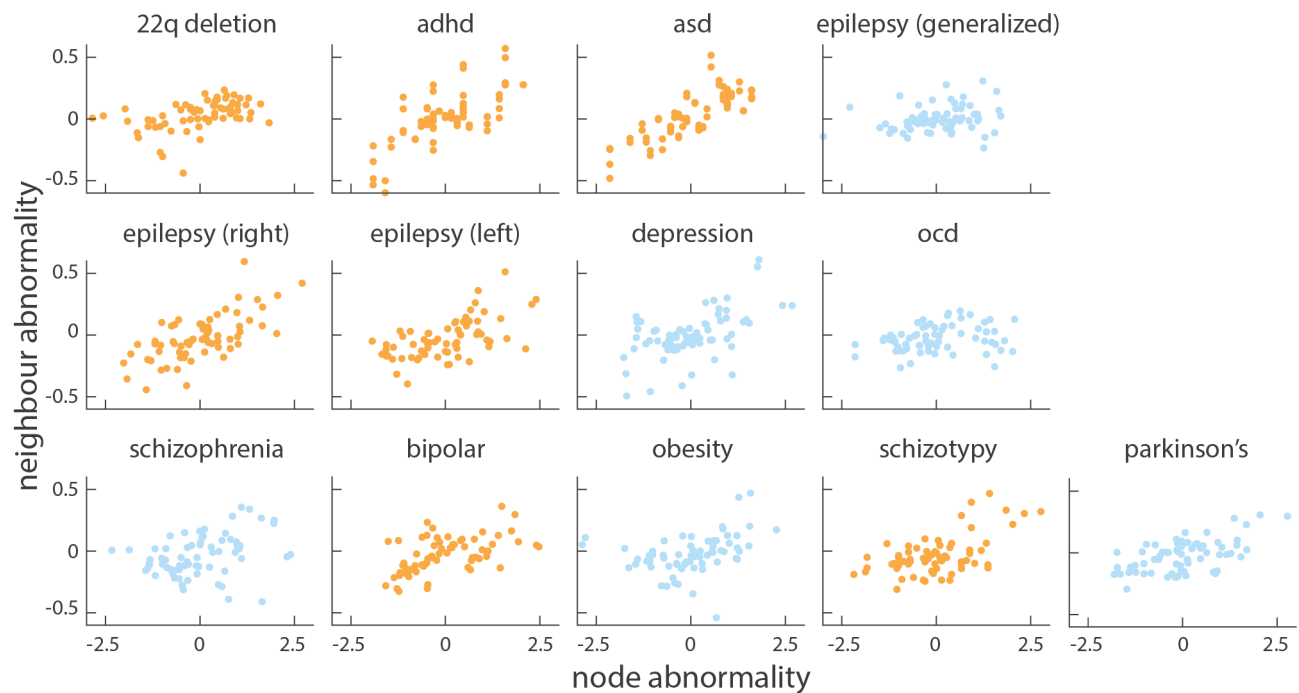 22q deletion adhd asd epilepsy (generalized)
0.5
0
-0.5
epilepsy (right) epilepsy (left) depression ocd
0.5
0
-0.5
neighbour abnormality
schizophrenia bipolar obesity schizotypy parkinson's
0.5
0
-0.5
-2.5 0 2.5 -2.5 0 2.5 -2.5 0 2.5 -2.5 0 2.5 -2.5 0 2.5
node abnormality